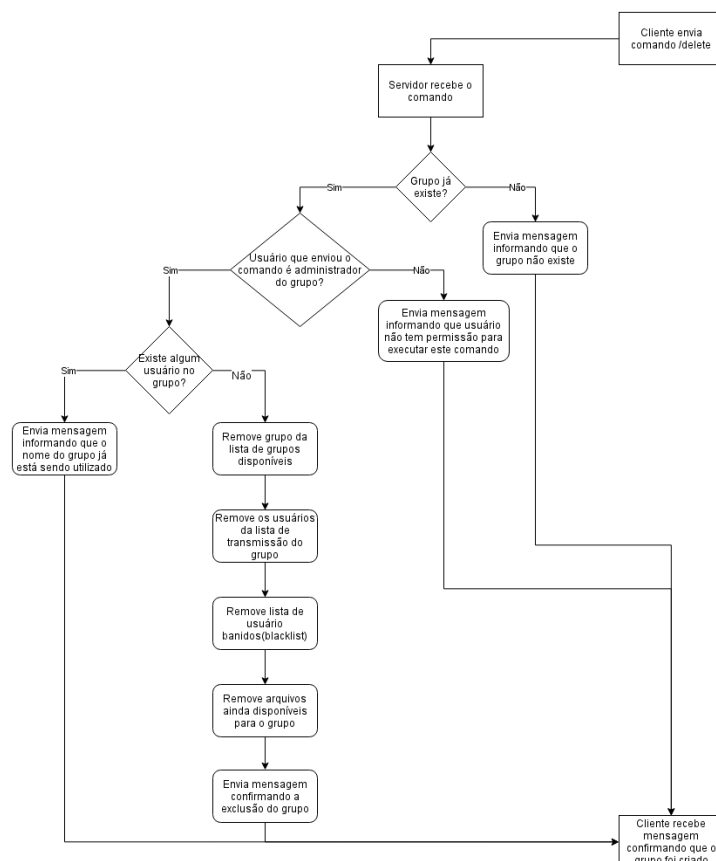 Cliente envia
comando /delete
Servidor recebe o
comando
Grupo já
existe?
Sim
Não
Envia mensagem
informando que o
grupo não existe
Usuário que enviou o
comando é administrador
do grupo?
Sim
Não
Envia mensagem
informando que usuário
não tem permissão para
executar este comando
Existe algum
usuário no
grupo?
Sim
Não
Envia mensagem
informando que o
nome do grupo já
está sendo utilizado
Remove grupo da
lista de grupos
disponíveis
Remove os usuários
da lista de
transmissão do
grupo
Remove lista de
usuário
banidos(blacklist)
Remove arquivos
ainda disponíveis
para o grupo
Envia mensagem
confirmando a
exclusão do grupo
Cliente recebe
mensagem
confirmando que o
grupo foi criado